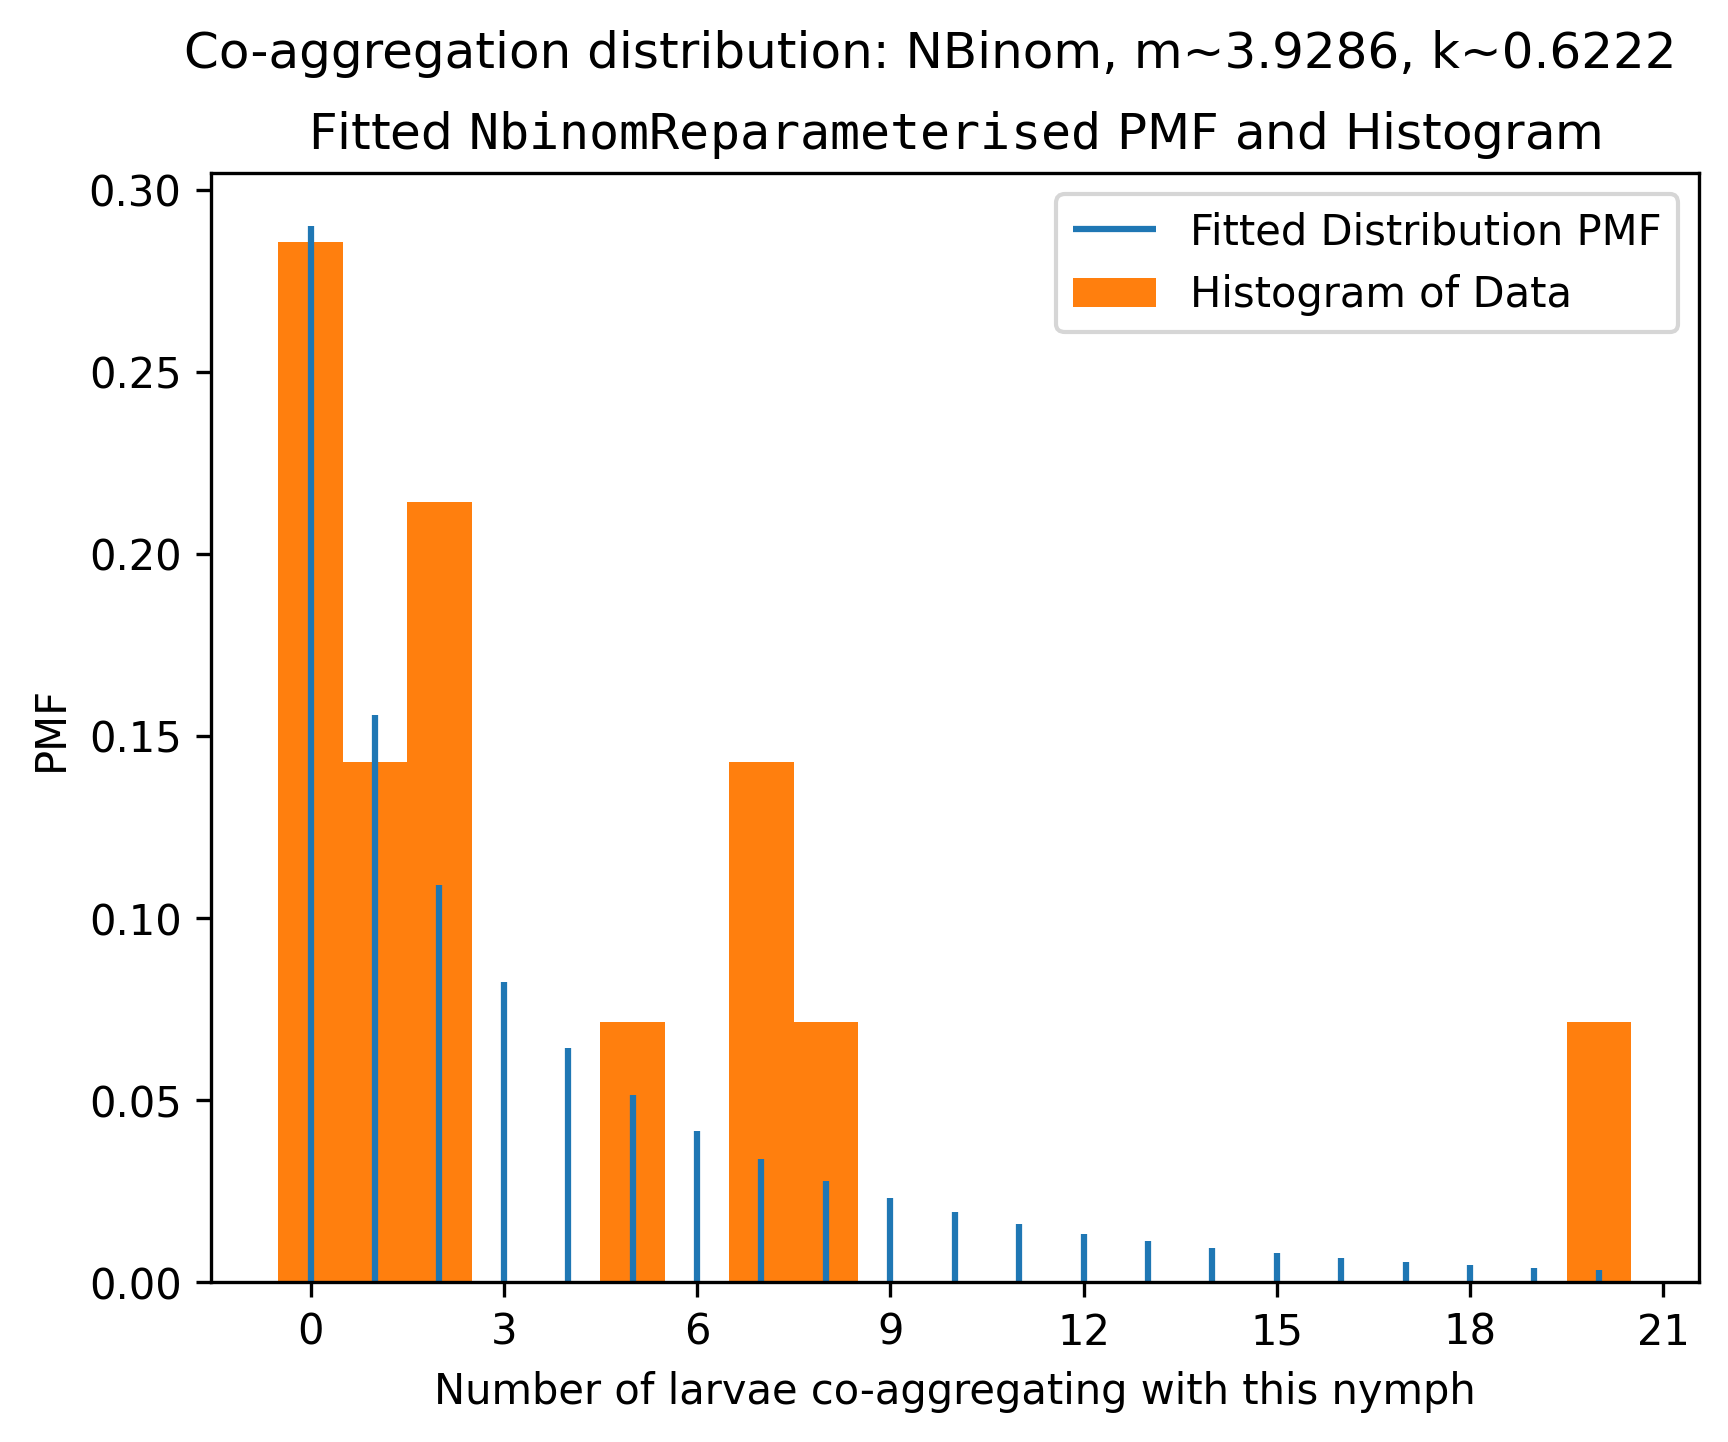 Co-aggregation distribution: NBinom, m~3.9286, k~0.6222
Fitted NbinomReparameterised PMF and Histogram
Fitted Distribution PMF
Histogram of Data
0.30
0.25
0.20
0.15
0.10
0.05
0.00
PMF
0 3 6 9 12 15 18 21
Number of larvae co-aggregating with this nymph